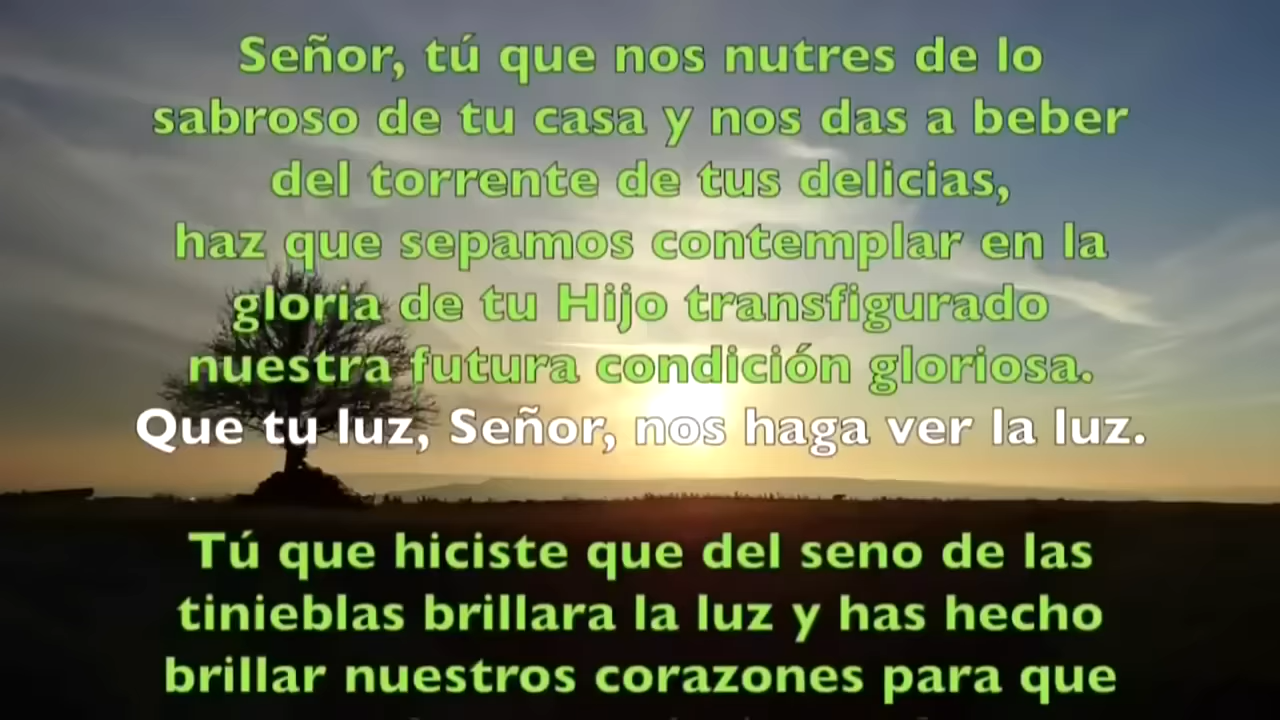 Señor, tú que nos nutres de lo
sabroso de tu casa y nos das a beber
del torrente de tus delicias,
haz que sepamos contemplar en la
gloria de tu Hijo transfigurado
nuestra futura condición gloriosa.
Que tu luz, Señor, nos haga ver la luz.
Tú que hiciste que del seno de las
tinieblas brillara la luz y has hecho
brillar nuestros corazones para que